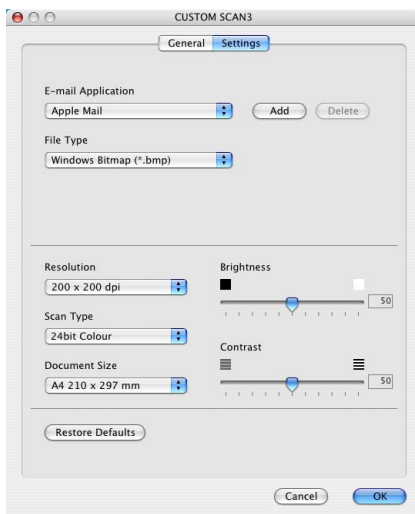 CUSTOM SCAN3
General Settings
E-mail Application
Apple Mail Add Delete
File Type
Windows Bitmap (*.bmp)
Resolution
200 x 200 dpi
Scan Type
24bit Colour
Document Size
A4 210 x 297 mm
Brightness
50
Contrast
50
Restore Defaults
Cancel OK